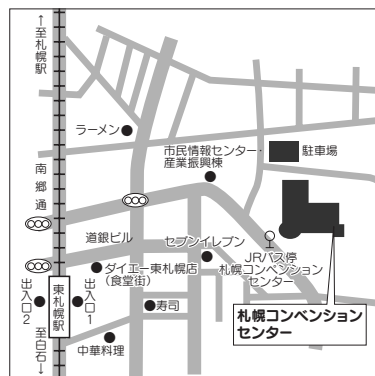 ↑至札幌駅
ラーメン
市民情報センター・
産業振興棟
駐車場
南郷通
道銀ビル
セブンイレブン
JRバス停
札幌コンベンション
センター
ダイエー東札幌店
(食堂街)
出入口2
東札幌駅
出入口1
寿司
札幌コンベンション
センター
至白石↓
中華料理